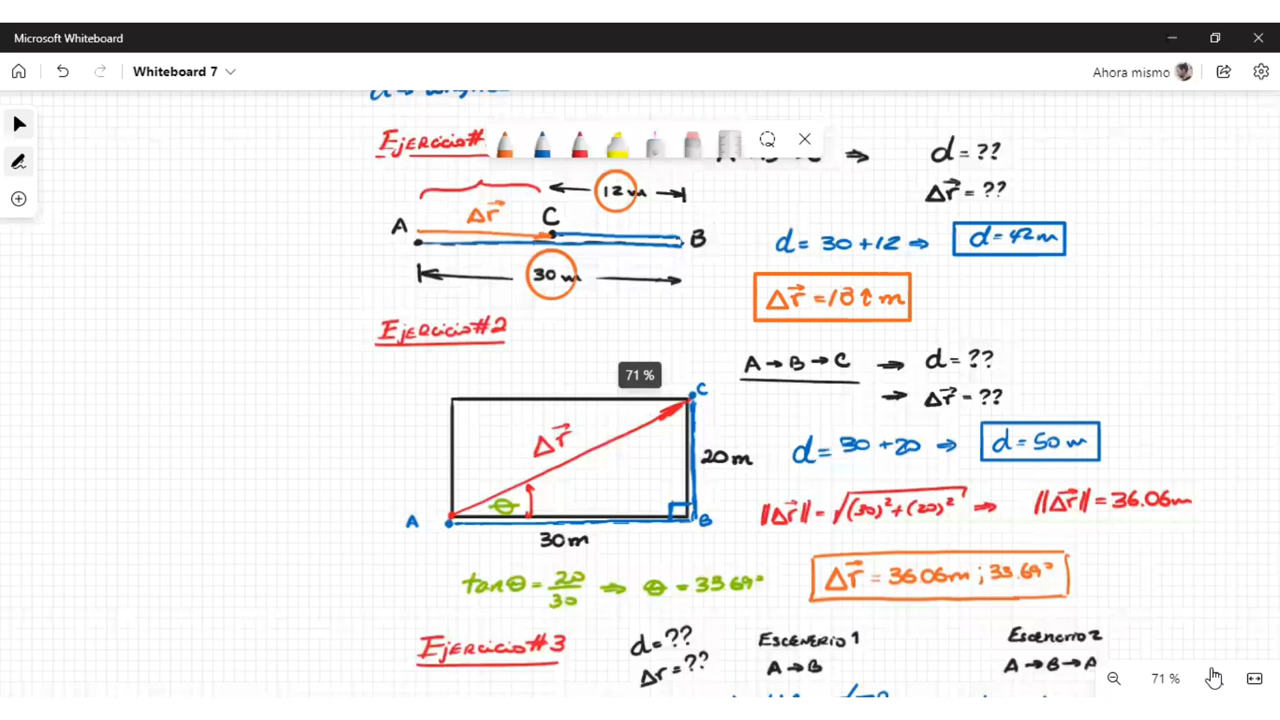 Microsoft Whiteboard
Whiteboard 7
Ahora mismo
Ejercicio#
d = ??
Δr = ??
12 m
Δr
A
C
B
30 m
d = 30 + 12 ⇒ d = 42 m
Δr = 18 î m
Ejercicio #2
A → B → C → d = ??
→ Δr = ??
71 %
C
Δr
20 m
θ
A
B
30 m
d = 30 + 20 ⇒ d = 50 m
||Δr|| = √(30)² + (20)² ⇒ ||Δr|| = 36.06 m
tan θ = 20/30 ⇒ θ = 33.69°
Δr = 36.06 m ; 33.69°
Ejercicio #3
d = ??
Δr = ??
Escenerio 1
A → B
Escenario 2
A → B → A
71 %